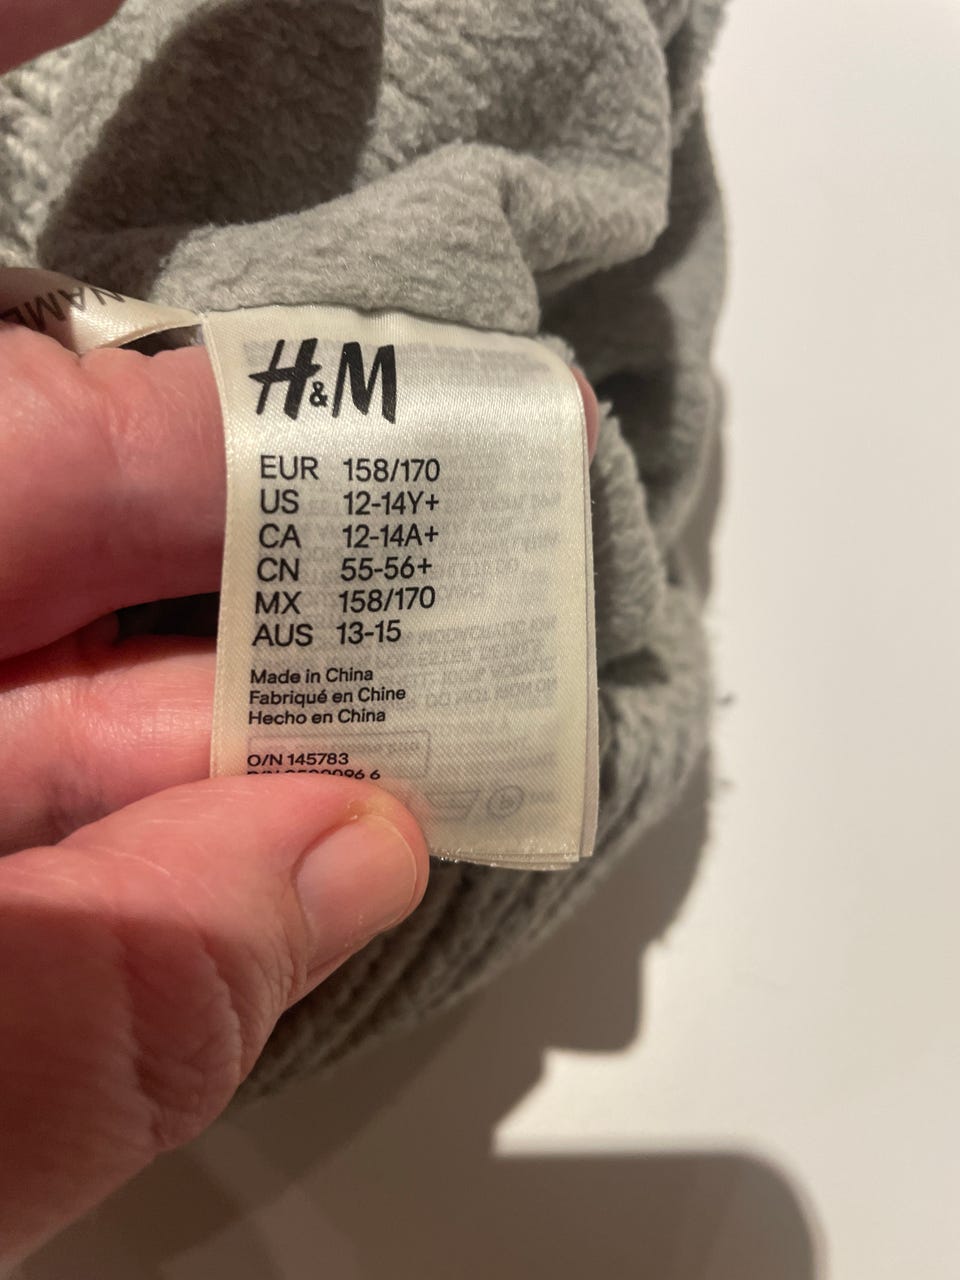 NAME
H&M
EUR 158/170
US 12-14Y+
CA 12-14A+
CN 55-56+
MX 158/170
AUS 13-15
Made in China
Fabriqué en Chine
Hecho en China
O/N 145783